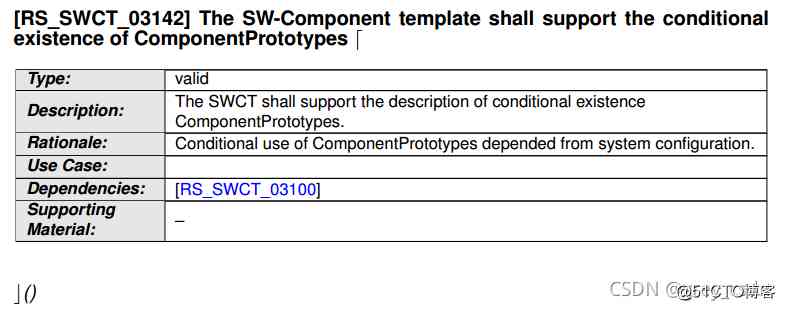 [RS_SWCT_03142] The SW-Component template shall support the conditional
existence of ComponentPrototypes ⌈
Type: valid
Description: The SWCT shall support the description of conditional existence
ComponentPrototypes.
Rationale: Conditional use of ComponentPrototypes depended from system configuration.
Use Case:
Dependencies: [RS_SWCT_03100]
Supporting
Material: –
⌋()
CSDN @51CTO博客